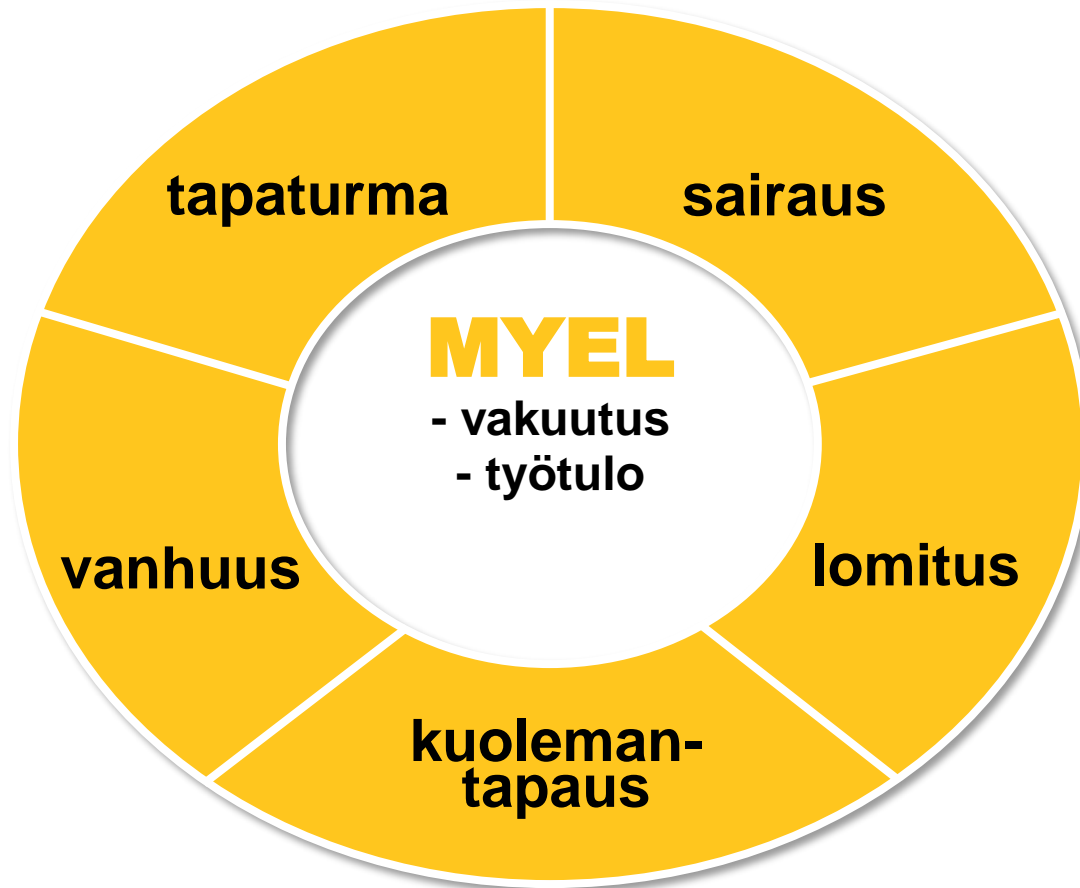 tapaturma
sairaus
MYEL
- vakuutus
- työtulo
vanhuus
lomitus
kuoleman-
tapaus